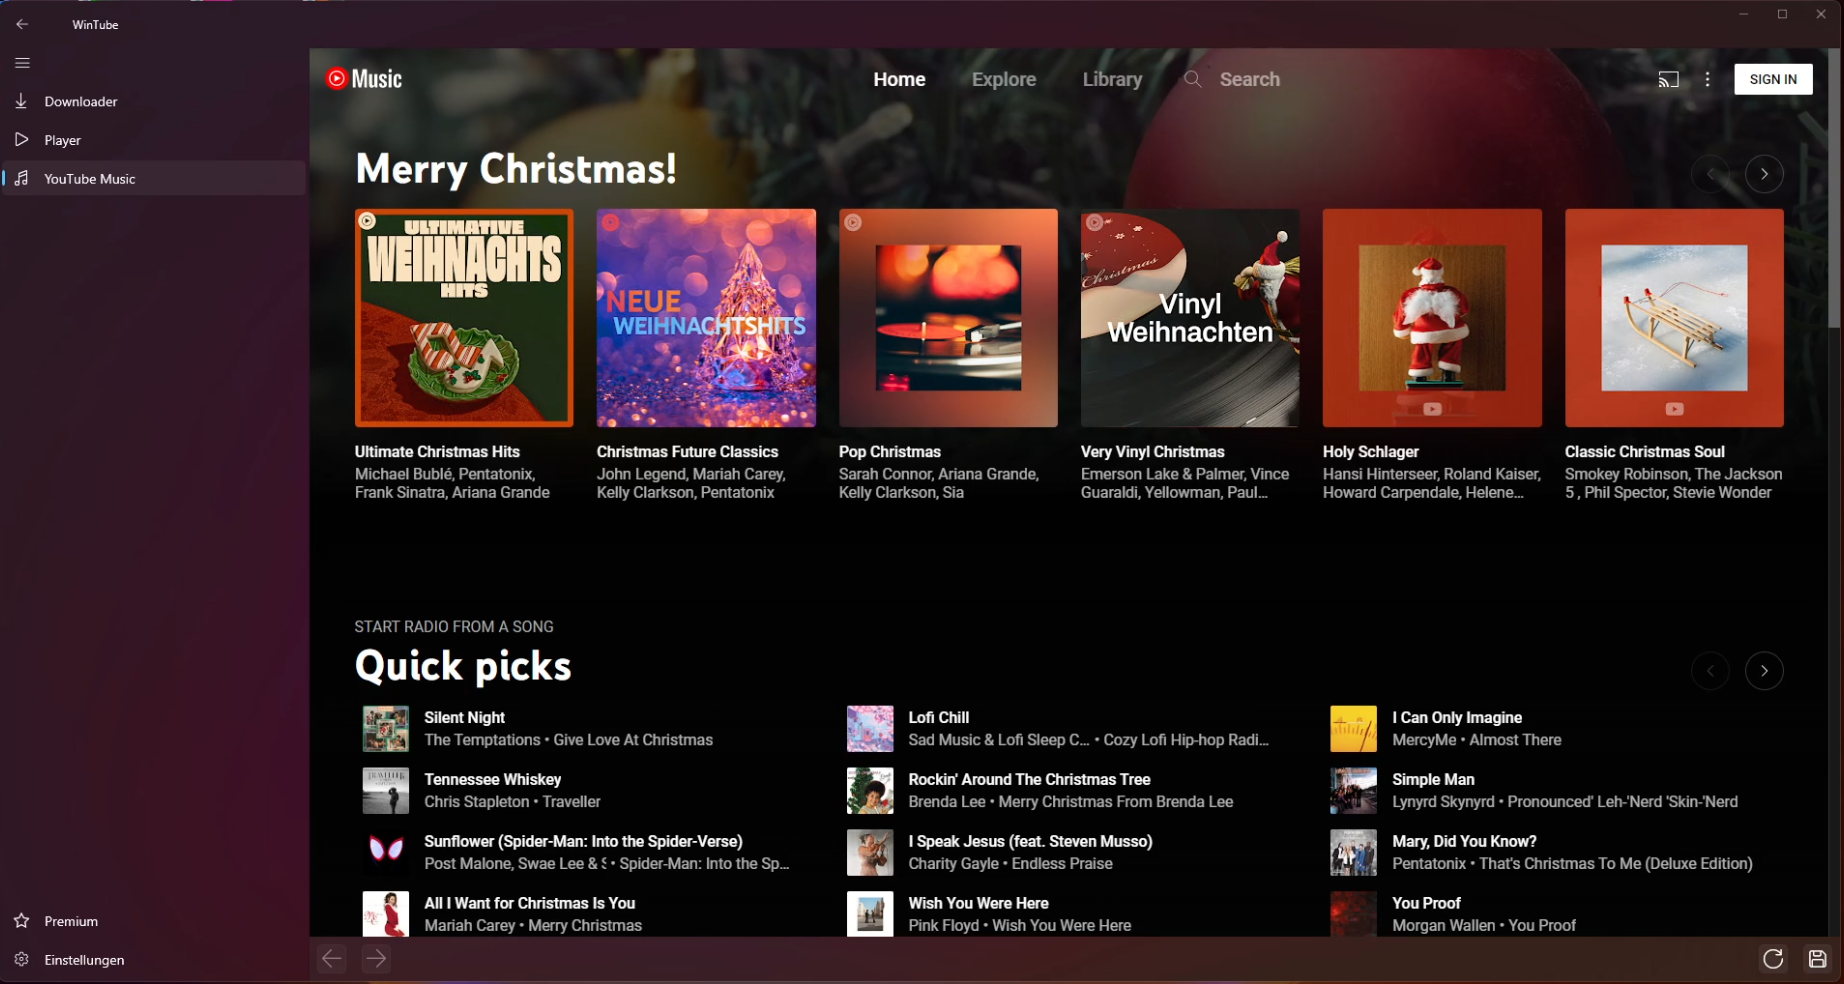 WinTube
Downloader
Player
YouTube Music
Premium
Einstellungen
Music
Home
Explore
Library
Search
SIGN IN
Merry Christmas!
ULTIMATIVE
WEIHNACHTS
HITS
NEUE
WEIHNACHTSHITS
Christmas
Vinyl
Weihnachten
Ultimate Christmas Hits
Michael Bublé, Pentatonix,
Frank Sinatra, Ariana Grande
Christmas Future Classics
John Legend, Mariah Carey,
Kelly Clarkson, Pentatonix
Pop Christmas
Sarah Connor, Ariana Grande,
Kelly Clarkson, Sia
Very Vinyl Christmas
Emerson Lake & Palmer, Vince
Guaraldi, Yellowman, Paul...
Holy Schlager
Hansi Hinterseer, Roland Kaiser,
Howard Carpendale, Helene...
Classic Christmas Soul
Smokey Robinson, The Jackson
5 , Phil Spector, Stevie Wonder
START RADIO FROM A SONG
Quick picks
Silent Night
The Temptations • Give Love At Christmas
Tennessee Whiskey
Chris Stapleton • Traveller
Sunflower (Spider-Man: Into the Spider-Verse)
Post Malone, Swae Lee & S • Spider-Man: Into the Sp...
All I Want for Christmas Is You
Mariah Carey • Merry Christmas
Lofi Chill
Sad Music & Lofi Sleep C... • Cozy Lofi Hip-hop Radi...
Rockin' Around The Christmas Tree
Brenda Lee • Merry Christmas From Brenda Lee
I Speak Jesus (feat. Steven Musso)
Charity Gayle • Endless Praise
Wish You Were Here
Pink Floyd • Wish You Were Here
I Can Only Imagine
MercyMe • Almost There
Simple Man
Lynyrd Skynyrd • Pronounced' Leh-'Nerd 'Skin-'Nerd
Mary, Did You Know?
Pentatonix • That's Christmas To Me (Deluxe Edition)
You Proof
Morgan Wallen • You Proof